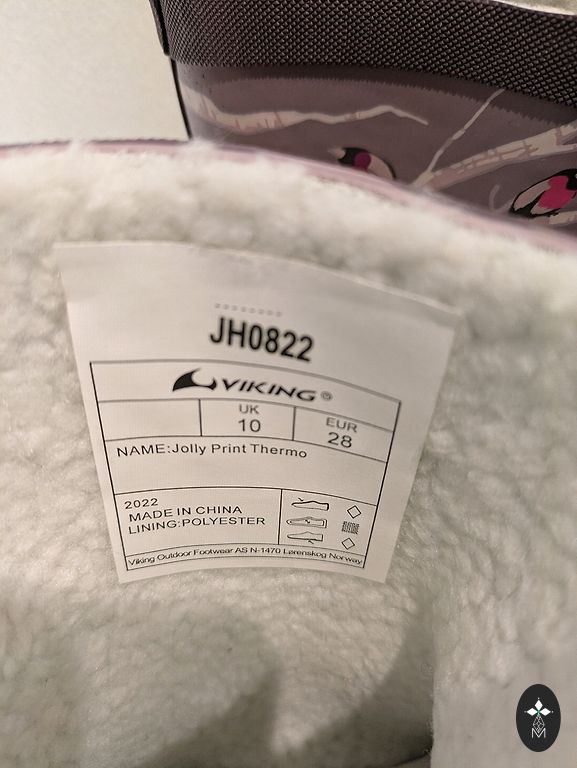 JH0822
VIKING®
UK
10
EUR
28
NAME:Jolly Print Thermo
2022
MADE IN CHINA
LINING:POLYESTER
Viking Outdoor Footwear AS N-1470 Lørenskog Norway
M